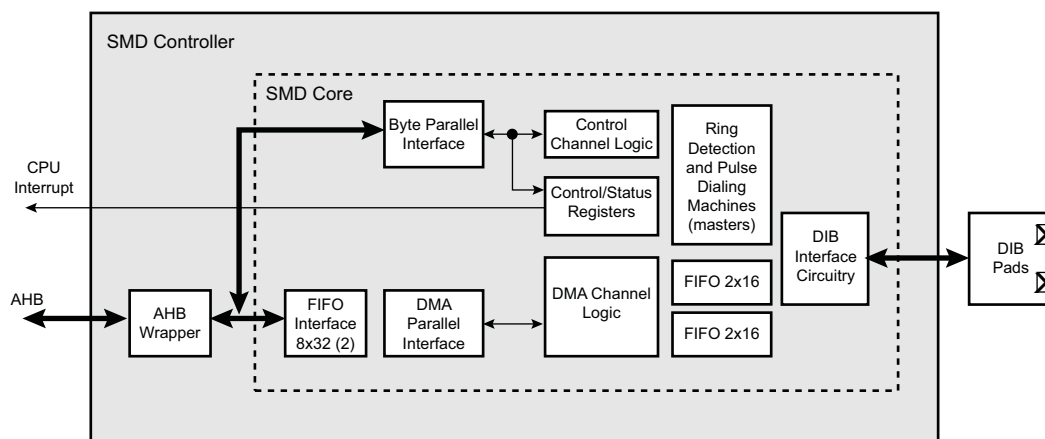 SMD Controller
SMD Core
Byte Parallel
Interface
Control
Channel Logic
Ring
Detection
and Pulse
Dialing
Machines
(masters)
CPU
Interrupt
Control/Status
Registers
DIB
Interface
Circuitry
DIB
Pads
AHB
AHB
Wrapper
FIFO
Interface
8x32 (2)
DMA
Parallel
Interface
DMA Channel
Logic
FIFO 2x16
FIFO 2x16